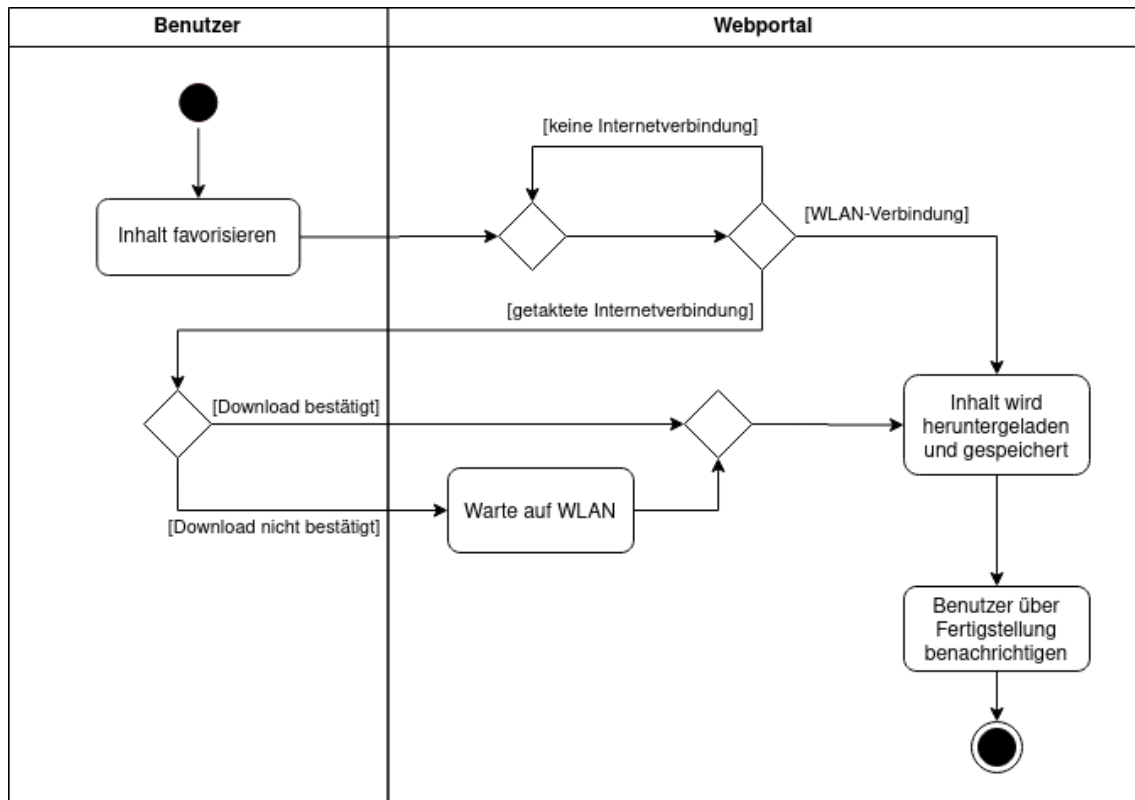 Benutzer
Webportal
[keine Internetverbindung]
[WLAN-Verbindung]
Inhalt favorisieren
[getaktete Internetverbindung]
[Download bestätigt]
Inhalt wird
heruntergeladen
und gespeichert
Warte auf WLAN
[Download nicht bestätigt]
Benutzer über
Fertigstellung
benachrichtigen